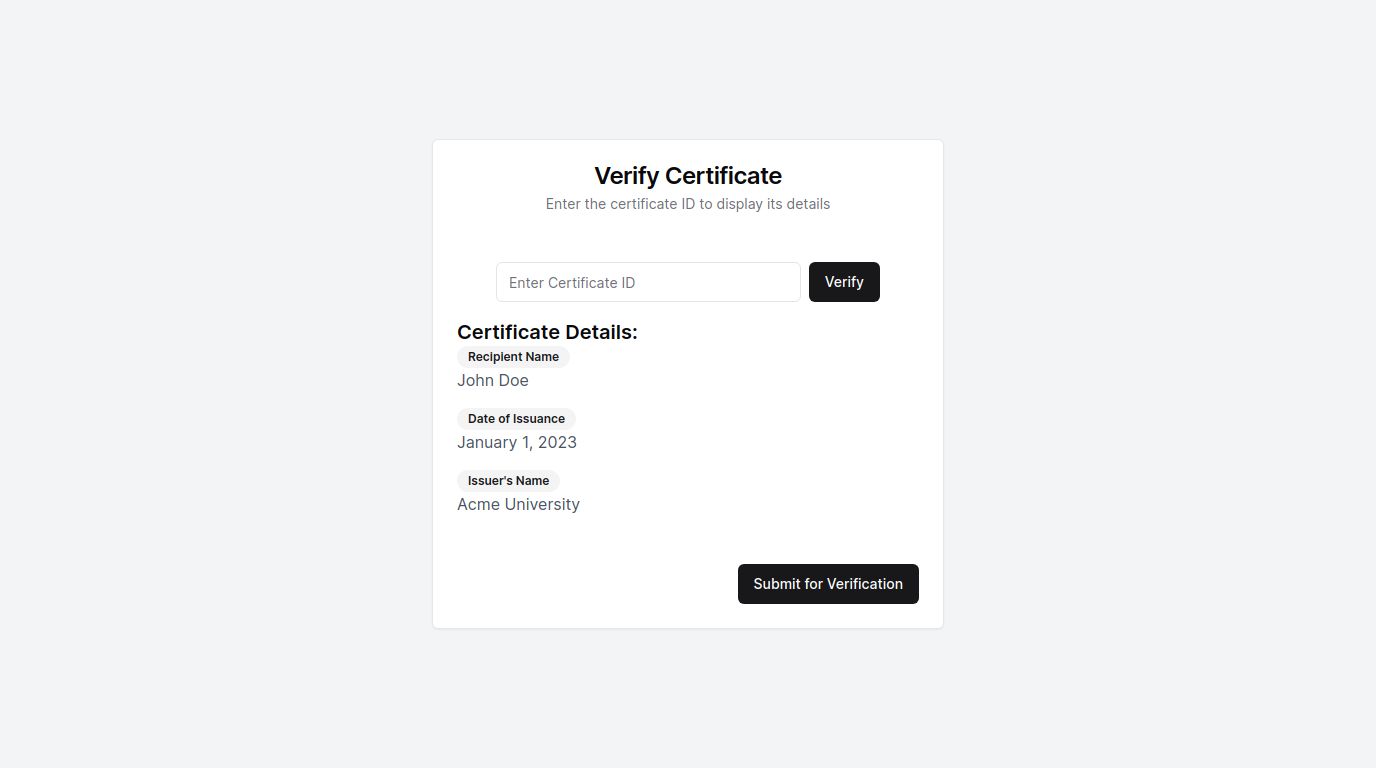 Verify Certificate
Enter the certificate ID to display its details
Enter Certificate ID Verify
Certificate Details:
Recipient Name
John Doe
Date of Issuance
January 1, 2023
Issuer's Name
Acme University
Submit for Verification